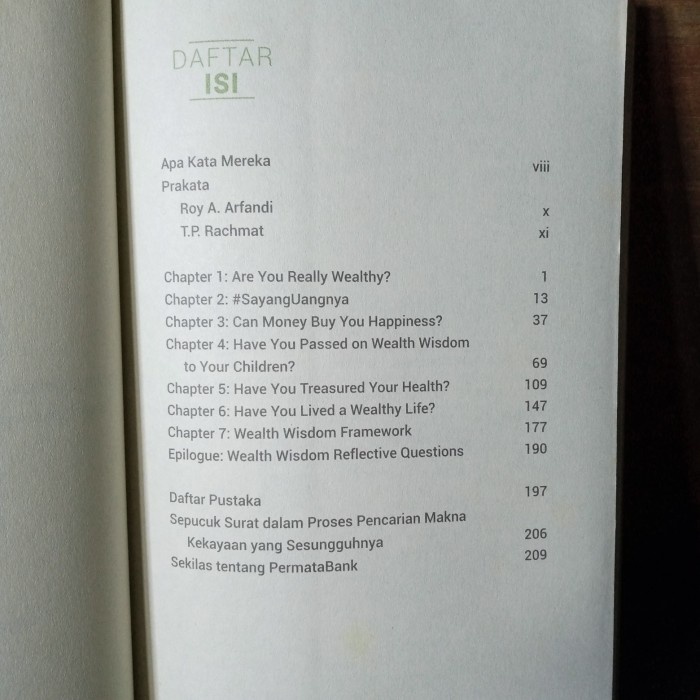 DAFTAR
ISI
Apa Kata Mereka viii
Prakata
Roy A. Arfandi x
T.P. Rachmat xi
Chapter 1: Are You Really Wealthy? 1
Chapter 2: #SayangUangnya 13
Chapter 3: Can Money Buy You Happiness? 37
Chapter 4: Have You Passed on Wealth Wisdom
to Your Children? 69
Chapter 5: Have You Treasured Your Health? 109
Chapter 6: Have You Lived a Wealthy Life? 147
Chapter 7: Wealth Wisdom Framework 177
Epilogue: Wealth Wisdom Reflective Questions 190
Daftar Pustaka 197
Sepucuk Surat dalam Proses Pencarian Makna
Kekayaan yang Sesungguhnya 206
Sekilas tentang PermataBank 209